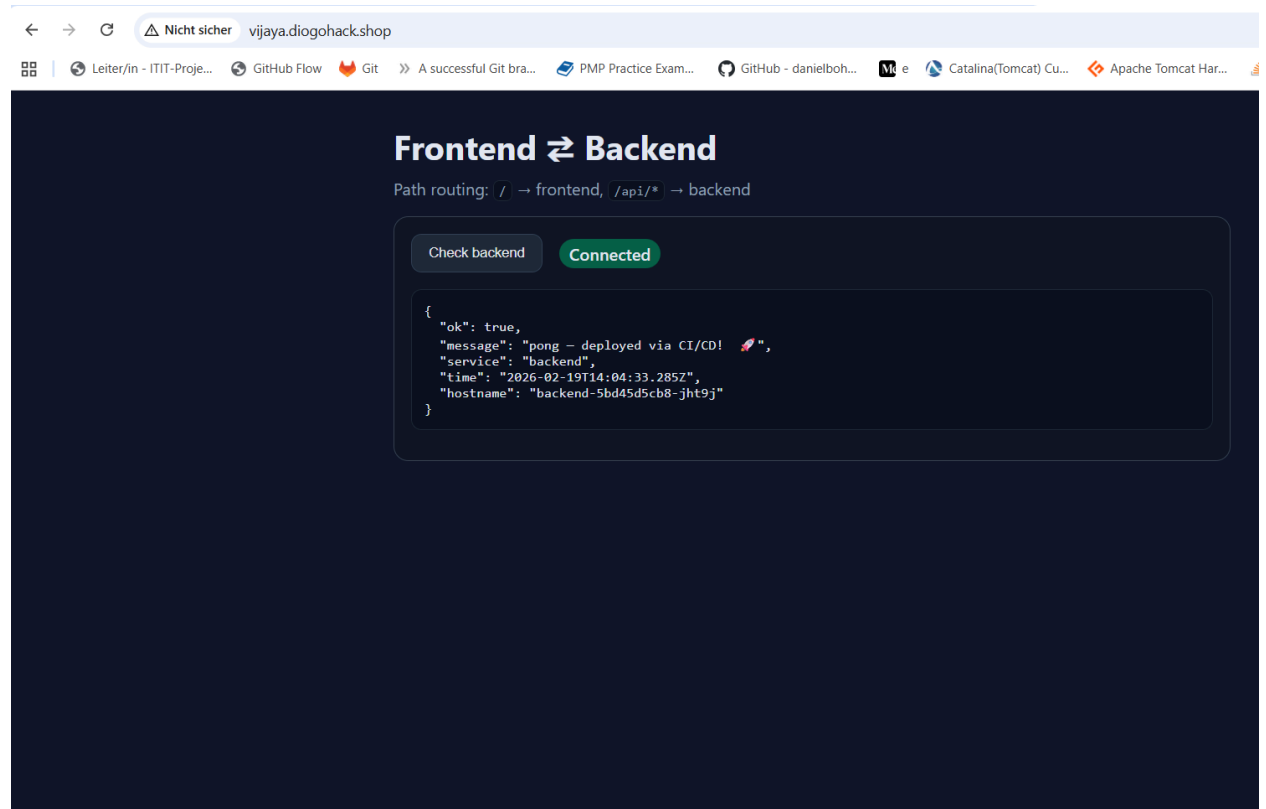 Nicht sicher vijaya.diogohack.shop
Leiter/in - ITIT-Proje... GitHub Flow Git A successful Git bra... PMP Practice Exam... GitHub - danielboh... e Catalina(Tomcat) Cu... Apache Tomcat Har...
Frontend ⇄ Backend
Path routing: / → frontend, /api/* → backend
Check backend Connected
{
"ok": true,
"message": "pong — deployed via CI/CD! 🚀",
"service": "backend",
"time": "2026-02-19T14:04:33.285Z",
"hostname": "backend-5bd45d5cb8-jht9j"
}